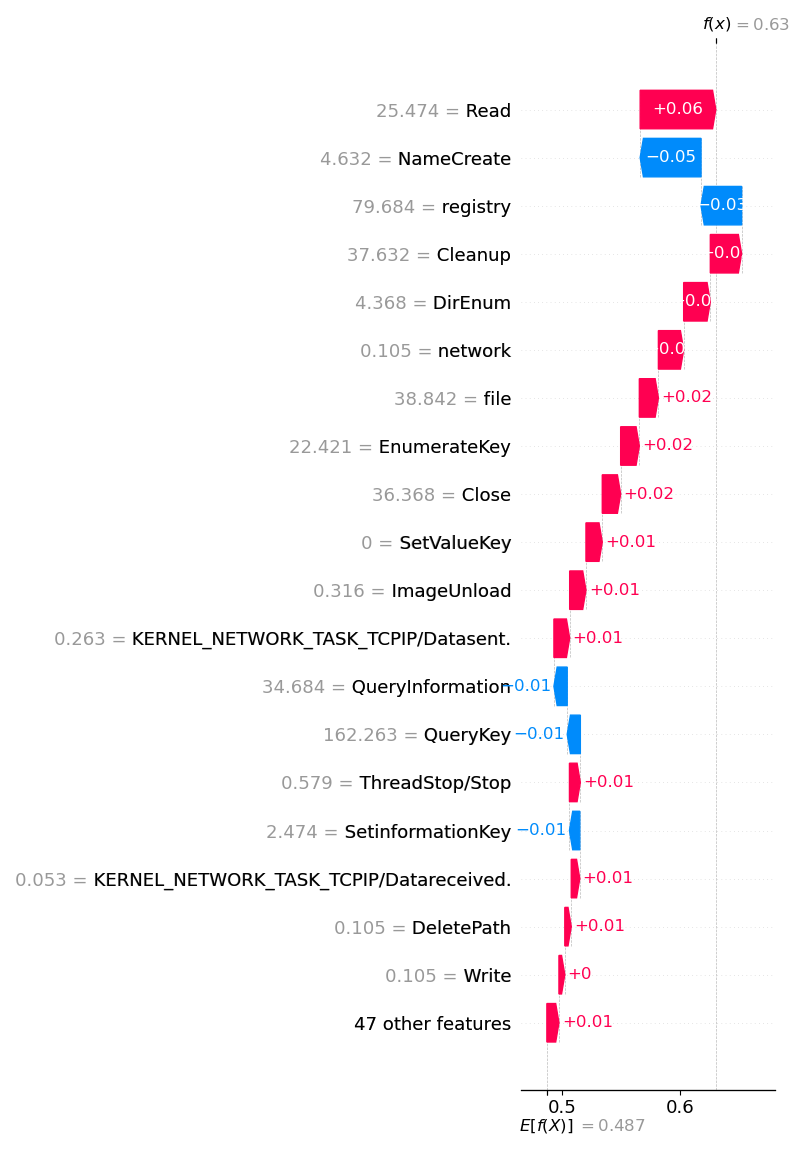 f(x) = 0.63
25.474 = Read
+0.06
4.632 = NameCreate
−0.05
79.684 = registry
−0.03
37.632 = Cleanup
4.368 = DirEnum
0.105 = network
38.842 = file
+0.02
22.421 = EnumerateKey
+0.02
36.368 = Close
+0.02
0 = SetValueKey
+0.01
0.316 = ImageUnload
+0.01
0.263 = KERNEL_NETWORK_TASK_TCPIP/Datasent.
+0.01
34.684 = QueryInformation
−0.01
162.263 = QueryKey
−0.01
0.579 = ThreadStop/Stop
+0.01
2.474 = SetinformationKey
−0.01
0.053 = KERNEL_NETWORK_TASK_TCPIP/Datareceived.
+0.01
0.105 = DeletePath
+0.01
0.105 = Write
+0
47 other features
+0.01
0.5 0.6
E[f(X)] = 0.487